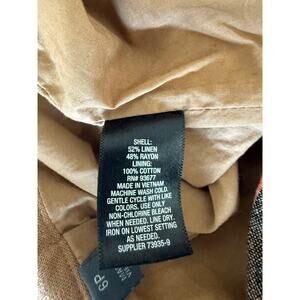 SHELL:
52% LINEN
48% RAYON
LINING:
100% COTTON
RN# 93677
MADE IN VIETNAM
MACHINE WASH COLD.
GENTLE CYCLE WITH LIKE
COLORS. USE ONLY
NON-CHLORINE BLEACH
WHEN NEEDED. LINE DRY.
IRON ON LOWEST SETTING
AS NEEDED.
SUPPLIER 73935-9
6P